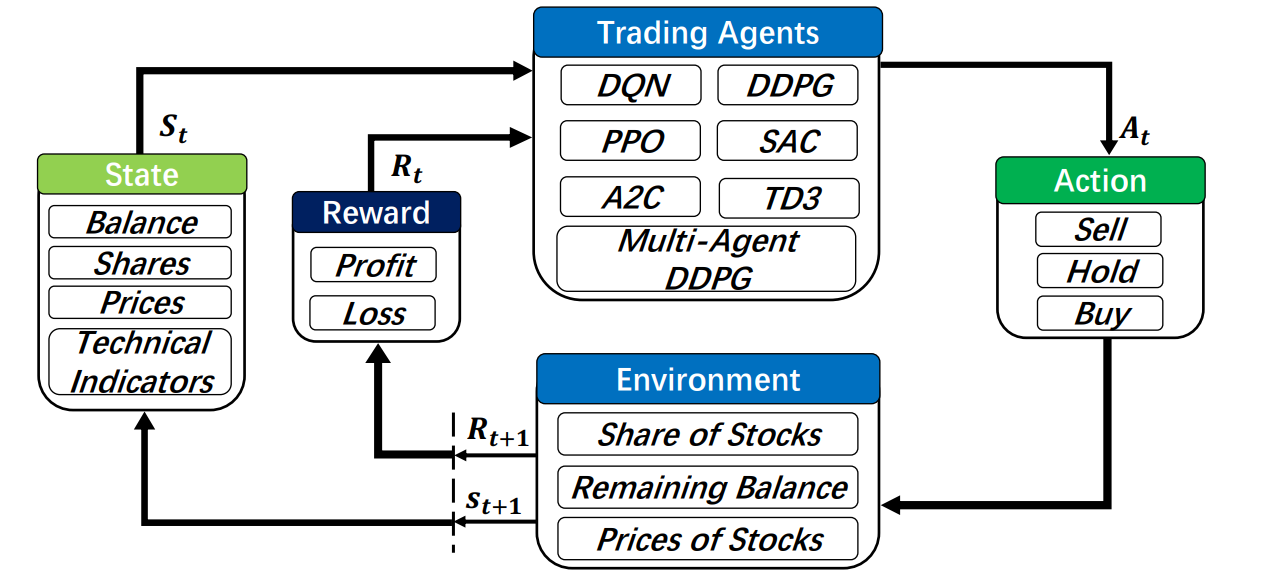 Trading Agents
DQN
DDPG
PPO
SAC
A2C
TD3
Multi-Agent
DDPG
S_t
State
Balance
Shares
Prices
Technical
Indicators
R_t
Reward
Profit
Loss
A_t
Action
Sell
Hold
Buy
Environment
Share of Stocks
Remaining Balance
Prices of Stocks
R_{t+1}
s_{t+1}